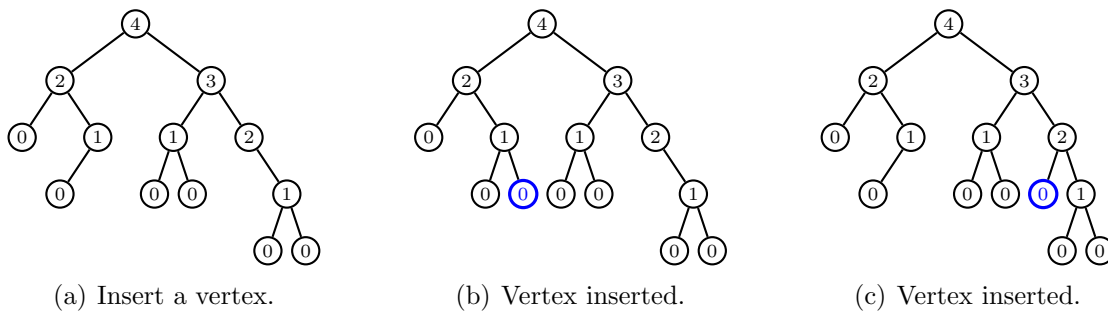 4 4 4
2 3 2 3 2 3
0 1 1 2 0 1 1 2 0 1 1 2
0 0 0 1 0 0 0 0 1 0 0 0 0 1
0 0 0 0 0 0
(a) Insert a vertex. (b) Vertex inserted. (c) Vertex inserted.